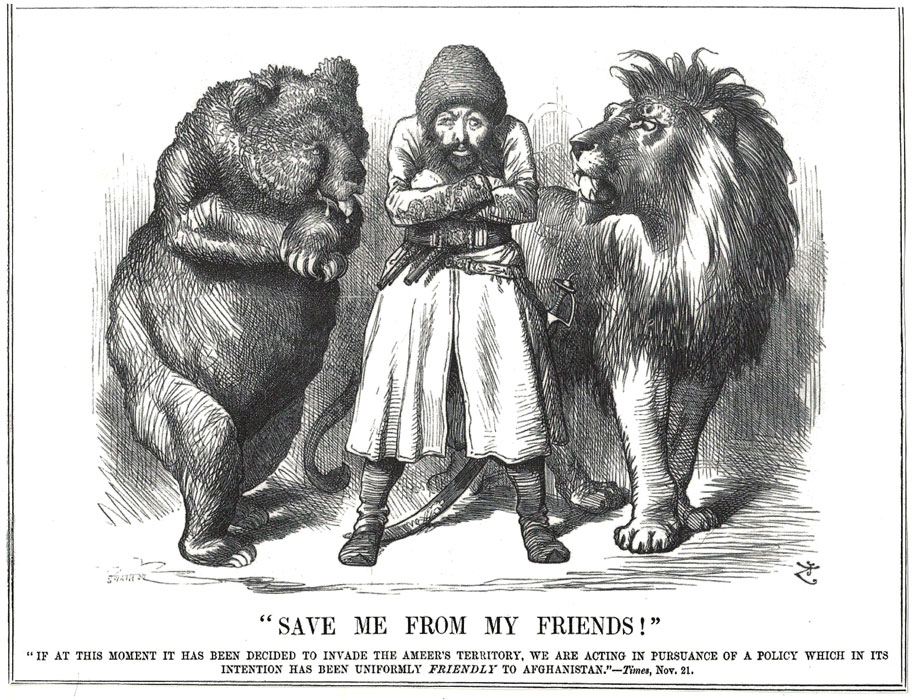 “SAVE ME FROM MY FRIENDS!”
“IF AT THIS MOMENT IT HAS BEEN DECIDED TO INVADE THE AMEER'S TERRITORY, WE ARE ACTING IN PURSUANCE OF A POLICY WHICH IN ITS
INTENTION HAS BEEN UNIFORMLY FRIENDLY TO AFGHANISTAN.”—Times, Nov. 21.